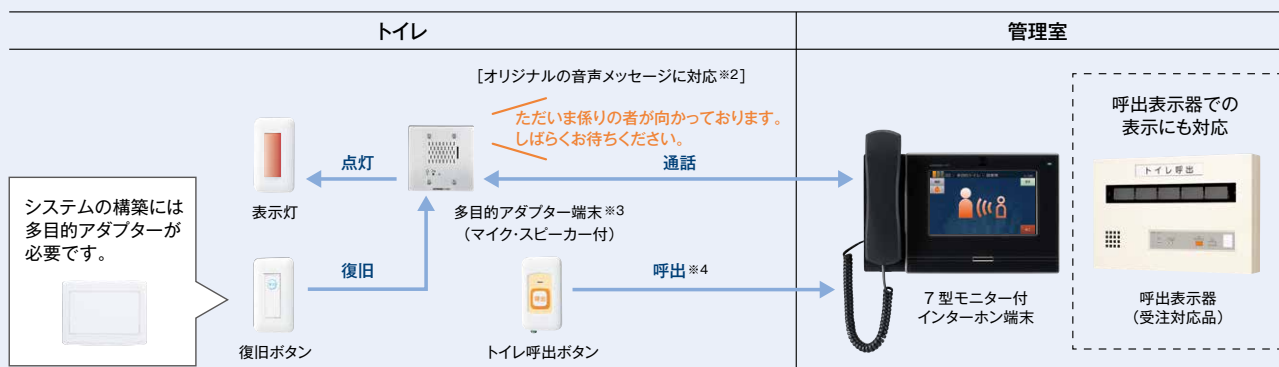 トイレ
管理室
[オリジナルの音声メッセージに対応※2]
ただいま係りの者が向かっております。
しばらくお待ちください。
呼出表示器での
表示にも対応
トイレ呼出
点灯
通話
表示灯
多目的アダプター端末※3
(マイク・スピーカー付)
システムの構築には
多目的アダプターが
必要です。
復旧
呼出※4
復旧ボタン
トイレ呼出ボタン
7型モニター付
インターホン端末
呼出表示器
(受注対応品)